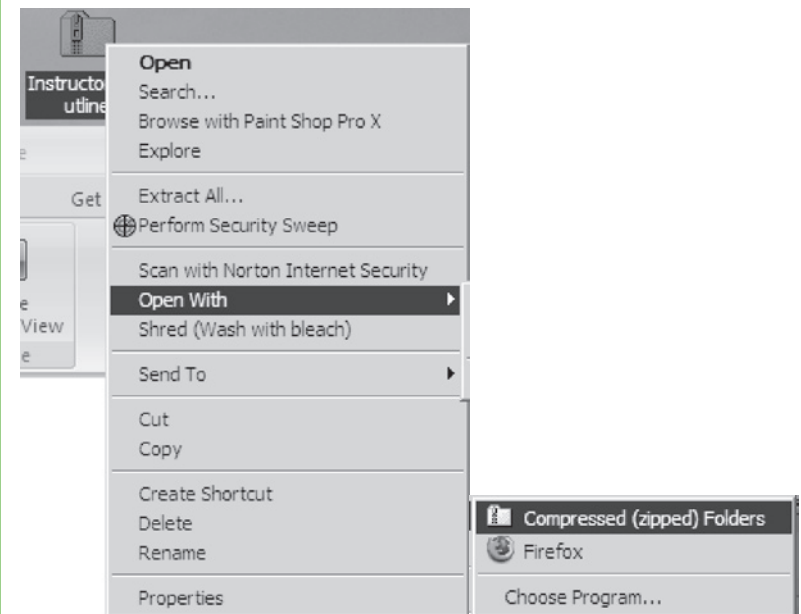 Instructo
utline
Get
e
e
View
e
Open
Search...
Browse with Paint Shop Pro X
Explore
Extract All...
Perform Security Sweep
Scan with Norton Internet Security
Open With
Shred (Wash with bleach)
Send To
Cut
Copy
Create Shortcut
Delete
Rename
Properties
Compressed (zipped) Folders
Firefox
Choose Program...